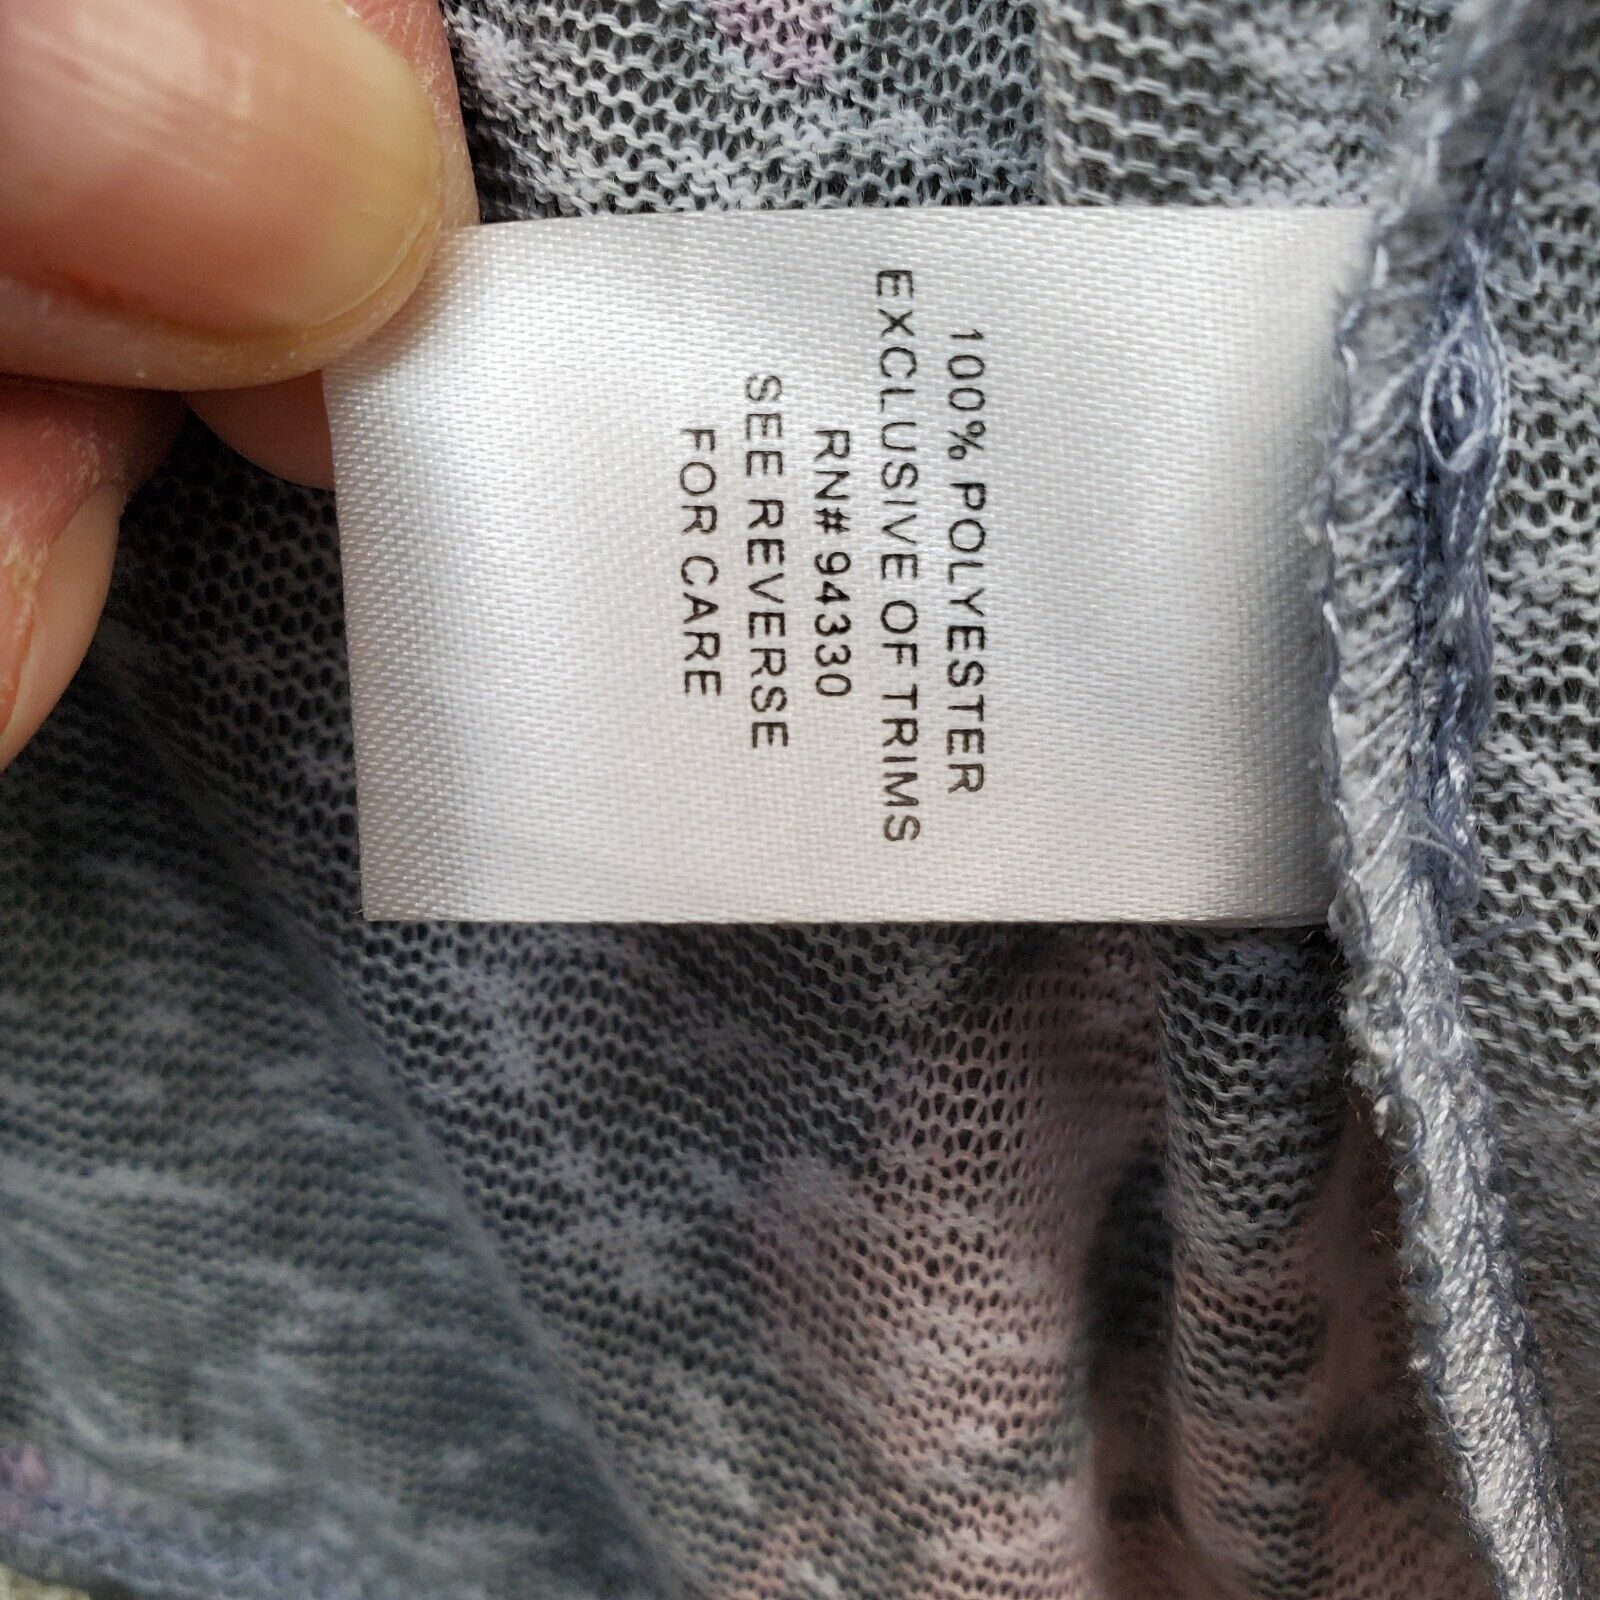 100% POLYESTER
EXCLUSIVE OF TRIMS
RN# 94330
SEE REVERSE
FOR CARE